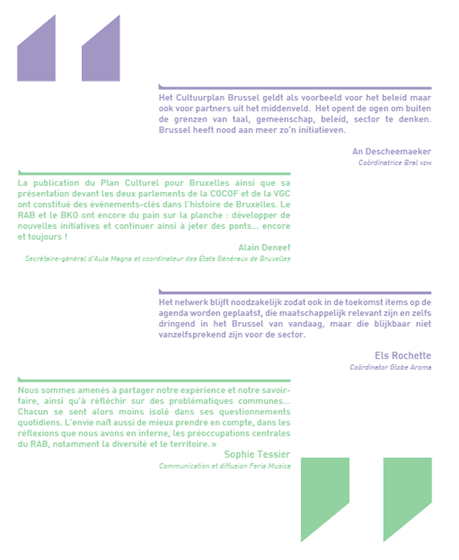 Het Cultuurplan Brussel geldt als voorbeeld voor het beleid maar
ook voor partners uit het middenveld. Het opent de ogen om buiten
de grenzen van taal, gemeenschap, beleid, sector te denken.
Brussel heeft nood aan meer zo'n initiatieven.
An Descheemaeker
Coördinatrice Bral vzw
La publication du Plan Culturel pour Bruxelles ainsi que sa
présentation devant les deux parlements de la COCOF et de la VGC
ont constitué des événements-clés dans l'histoire de Bruxelles. Le
RAB et le BKO ont encore du pain sur la planche : développer de
nouvelles initiatives et continuer ainsi à jeter des ponts... encore
et toujours !
Alain Deneef
Secrétaire-général d'Aula Magna et coordinateur des États Généraux de Bruxelles
Het netwerk blijft noodzakelijk zodat ook in de toekomst items op de
agenda worden geplaatst, die maatschappelijk relevant zijn en zelfs
dringend in het Brussel van vandaag, maar die blijkbaar niet
vanzelfsprekend zijn voor de sector.
Els Rochette
Coördinator Globe Aroma
Nous sommes amenés à partager notre expérience et notre savoir-
faire, ainsi qu'à réfléchir sur des problématiques communes...
Chacun se sent alors moins isolé dans ses questionnements
quotidiens. L'envie naît aussi de mieux prendre en compte, dans les
réflexions que nous avons en interne, les préoccupations centrales
du RAB, notamment la diversité et le territoire. »
Sophie Tessier
Communication et diffusion Feria Musica